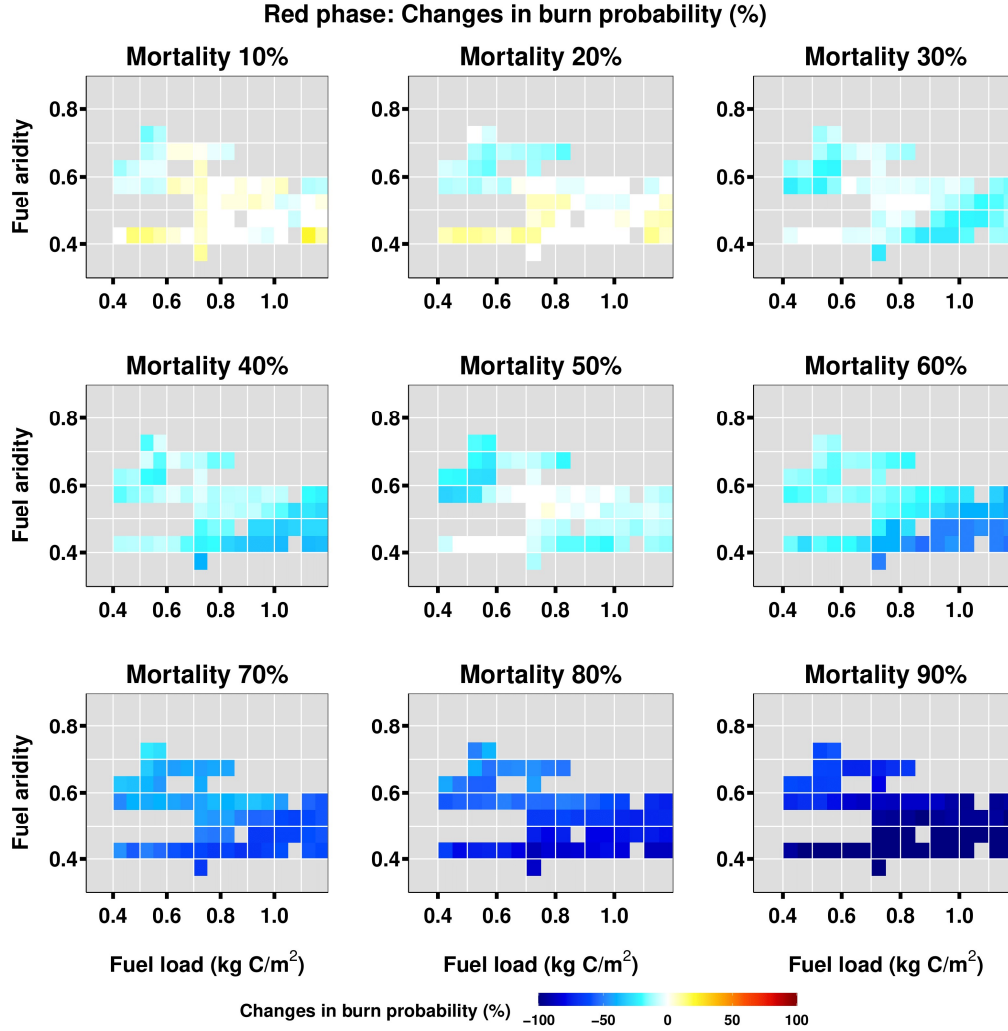 Red phase: Changes in burn probability (%)
Mortality 10% Mortality 20% Mortality 30%
Fuel aridity
0.8 0.8 0.8
0.6 0.6 0.6
0.4 0.4 0.4
0.4 0.6 0.8 1.0 0.4 0.6 0.8 1.0 0.4 0.6 0.8 1.0
Mortality 40% Mortality 50% Mortality 60%
Fuel aridity
0.8 0.8 0.8
0.6 0.6 0.6
0.4 0.4 0.4
0.4 0.6 0.8 1.0 0.4 0.6 0.8 1.0 0.4 0.6 0.8 1.0
Mortality 70% Mortality 80% Mortality 90%
Fuel aridity
0.8 0.8 0.8
0.6 0.6 0.6
0.4 0.4 0.4
0.4 0.6 0.8 1.0 0.4 0.6 0.8 1.0 0.4 0.6 0.8 1.0
Fuel load (kg C/m²) Fuel load (kg C/m²) Fuel load (kg C/m²)
Changes in burn probability (%)
−100 −50 0 50 100